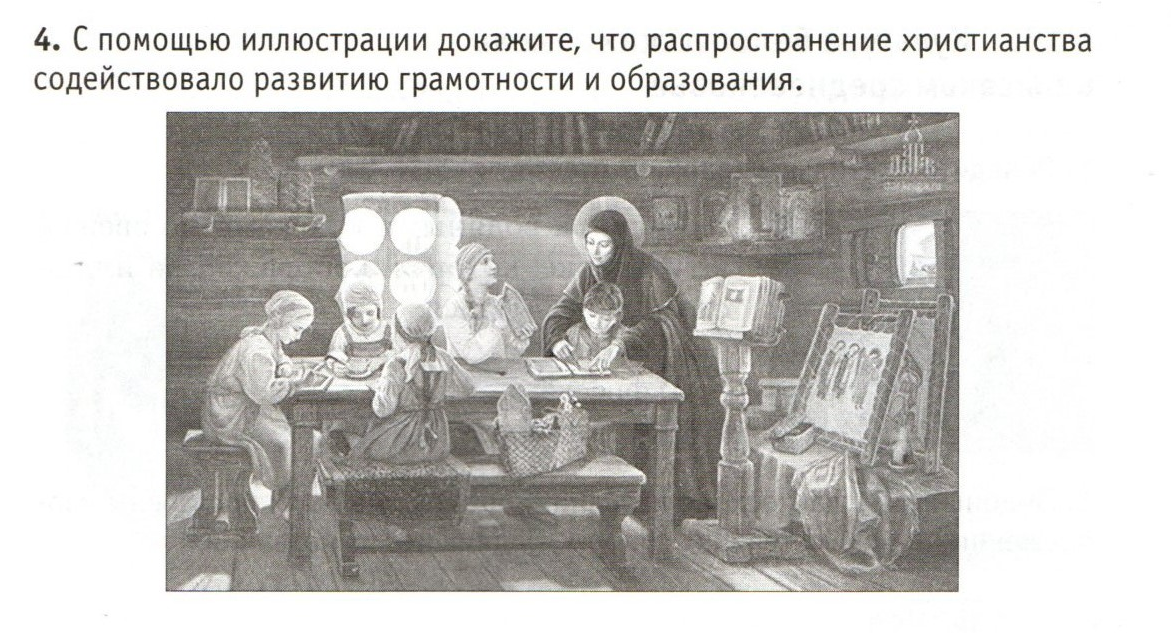 4. С помощью иллюстрации докажите, что распространение христианства
содействовало развитию грамотности и образования.